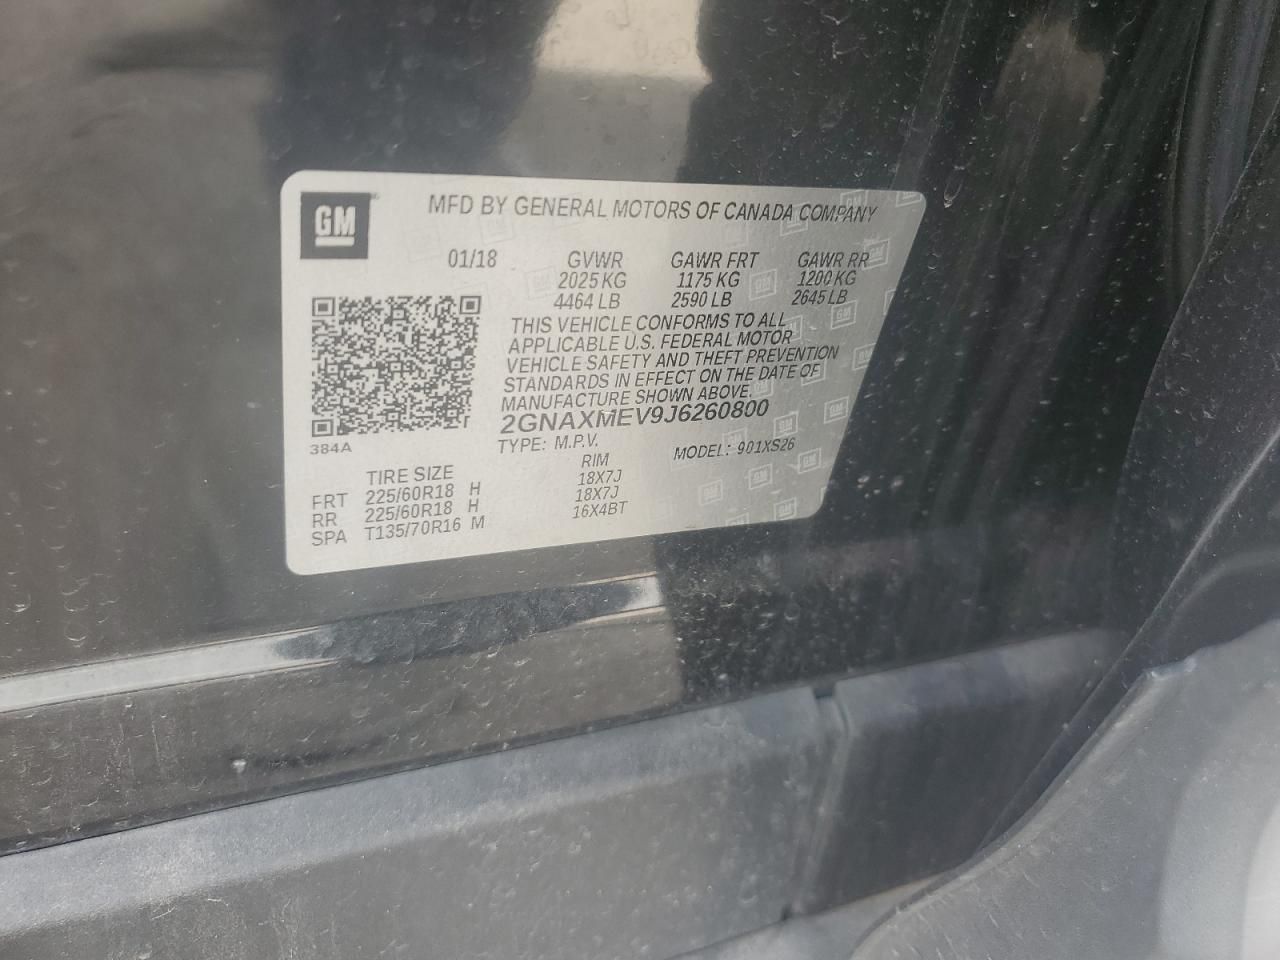 GM
MFD BY GENERAL MOTORS OF CANADA COMPANY
01/18 GVWR GAWR FRT GAWR RR
2025 KG 1175 KG 1200 KG
4464 LB 2590 LB 2645 LB
THIS VEHICLE CONFORMS TO ALL
APPLICABLE U.S. FEDERAL MOTOR
VEHICLE SAFETY AND THEFT PREVENTION
STANDARDS IN EFFECT ON THE DATE OF
MANUFACTURE SHOWN ABOVE.
2GNAXMEV9J6260800
TYPE: M.P.V. MODEL: 901XS26
384A
TIRE SIZE RIM
FRT 225/60R18 H 18X7J
RR 225/60R18 H 18X7J
SPA T135/70R16 M 16X4BT